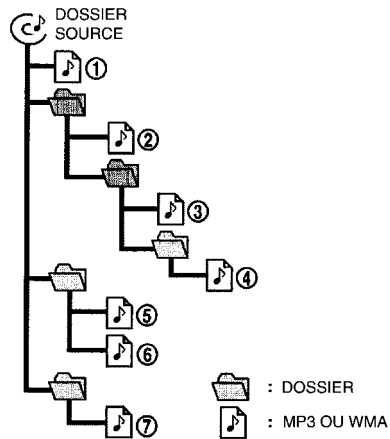 DOSSIER
SOURCE
①
②
③
④
⑤
⑥
⑦
: DOSSIER
: MP3 OU WMA